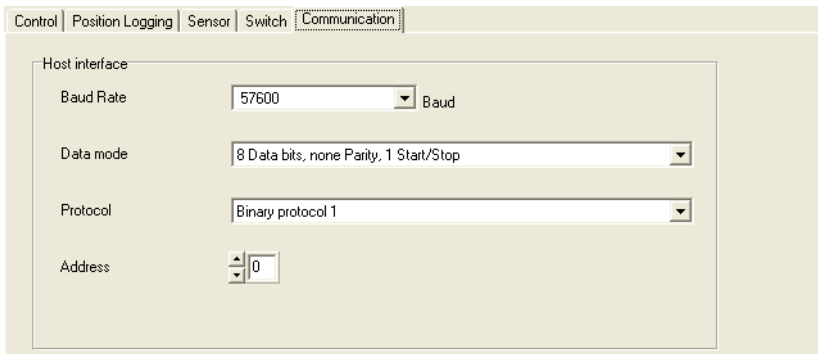 Control Position Logging Sensor Switch Communication
Host interface
Baud Rate 57600 Baud
Data mode 8 Data bits, none Parity, 1 Start/Stop
Protocol Binary protocol 1
Address 0